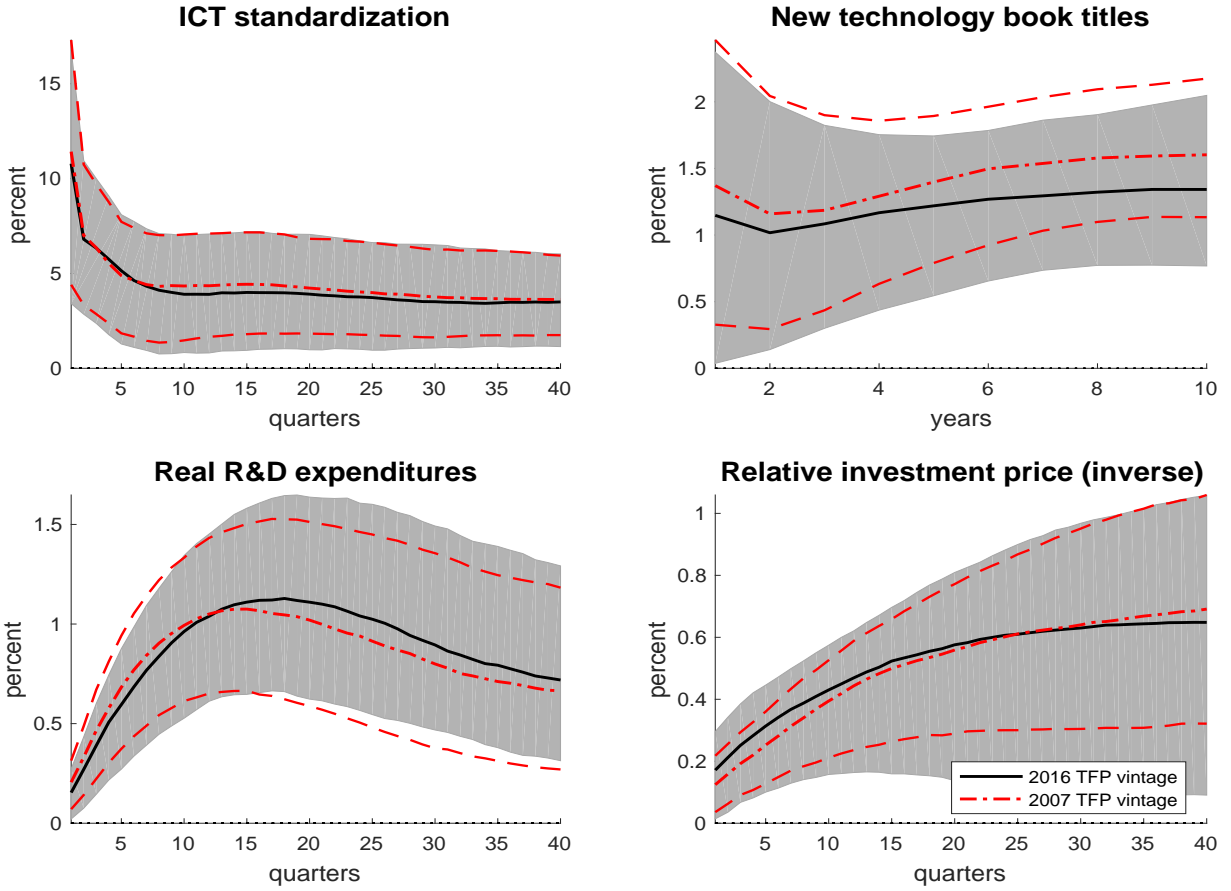 ICT standardization
percent
15
10
5
0
5 10 15 20 25 30 35 40
quarters
New technology book titles
percent
2
1.5
1
0.5
0
2 4 6 8 10
years
Real R&D expenditures
percent
1.5
1
0.5
0
5 10 15 20 25 30 35 40
quarters
Relative investment price (inverse)
percent
1
0.8
0.6
0.4
0.2
0
5 10 15 20 25 30 35 40
quarters
2016 TFP vintage
2007 TFP vintage